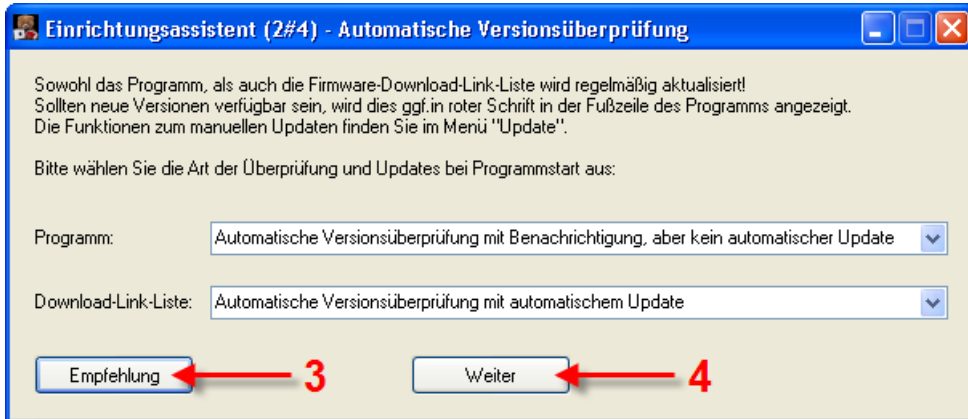 Einrichtungsassistent (2#4) - Automatische Versionsüberprüfung
Sowohl das Programm, als auch die Firmware-Download-Link-Liste wird regelmäßig aktualisiert!
Sollten neue Versionen verfügbar sein, wird dies ggf.in roter Schrift in der Fußzeile des Programms angezeigt.
Die Funktionen zum manuellen Updaten finden Sie im Menü "Update".
Bitte wählen Sie die Art der Überprüfung und Updates bei Programmstart aus:
Programm: Automatische Versionsüberprüfung mit Benachrichtigung, aber kein automatischer Update
Download-Link-Liste: Automatische Versionsüberprüfung mit automatischem Update
Empfehlung 3 Weiter 4